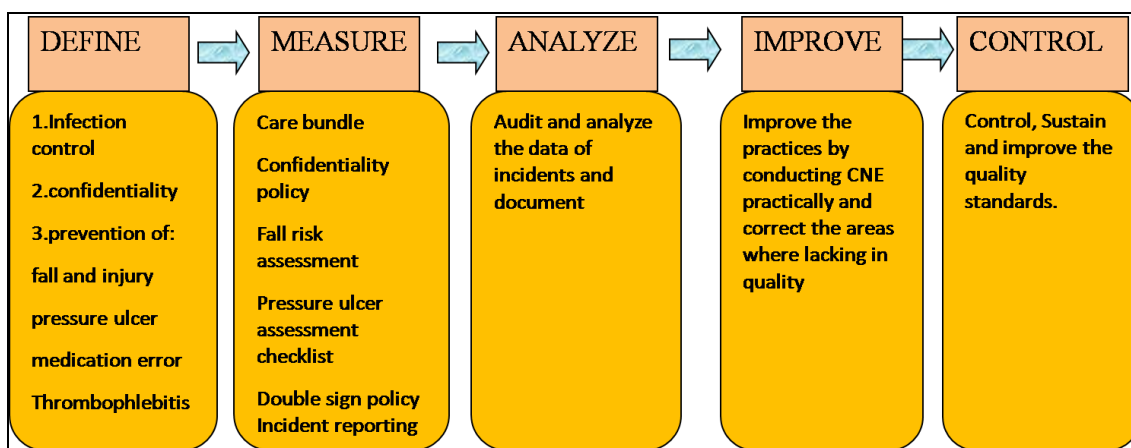 DEFINE
1.Infection
control
2.confidentiality
3.prevention of:
fall and injury
pressure ulcer
medication error
Thrombophlebitis
MEASURE
Care bundle
Confidentiality
policy
Fall risk
assessment
Pressure ulcer
assessment
checklist
Double sign policy
Incident reporting
ANALYZE
Audit and analyze
the data of
incidents and
document
IMPROVE
Improve the
practices by
conducting CNE
practically and
correct the areas
where lacking in
quality
CONTROL
Control, Sustain
and improve the
quality
standards.